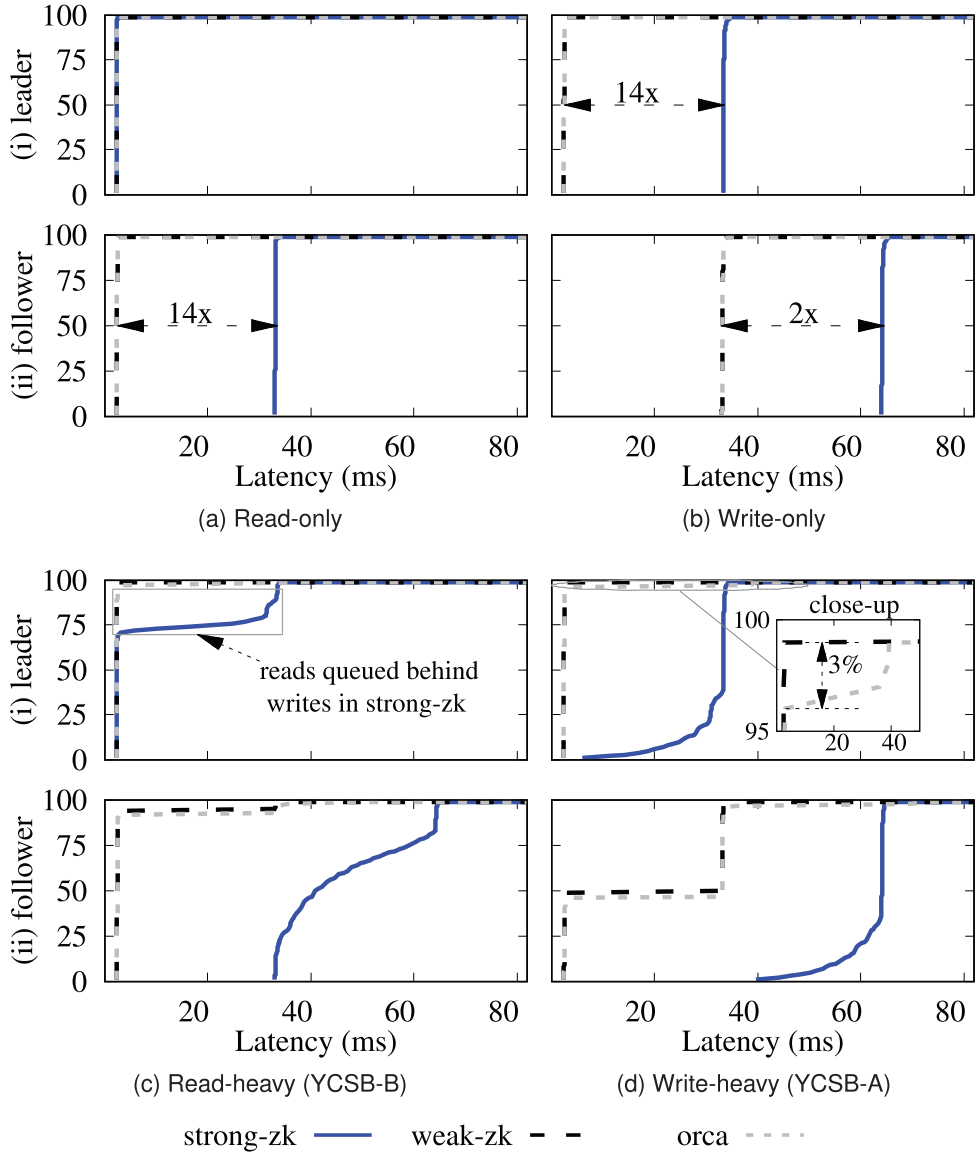 100
75
50
25
0
(i) leader
14x
100
75
50
25
0
(ii) follower
14x
2x
20 40 60 80
20 40 60 80
Latency (ms)
Latency (ms)
(a) Read-only
(b) Write-only
100
75
50
25
0
(i) leader
reads queued behind
writes in strong-zk
close-up
100
95
3%
20 40
100
75
50
25
0
(ii) follower
20 40 60 80
20 40 60 80
Latency (ms)
Latency (ms)
(c) Read-heavy (YCSB-B)
(d) Write-heavy (YCSB-A)
strong-zk weak-zk orca